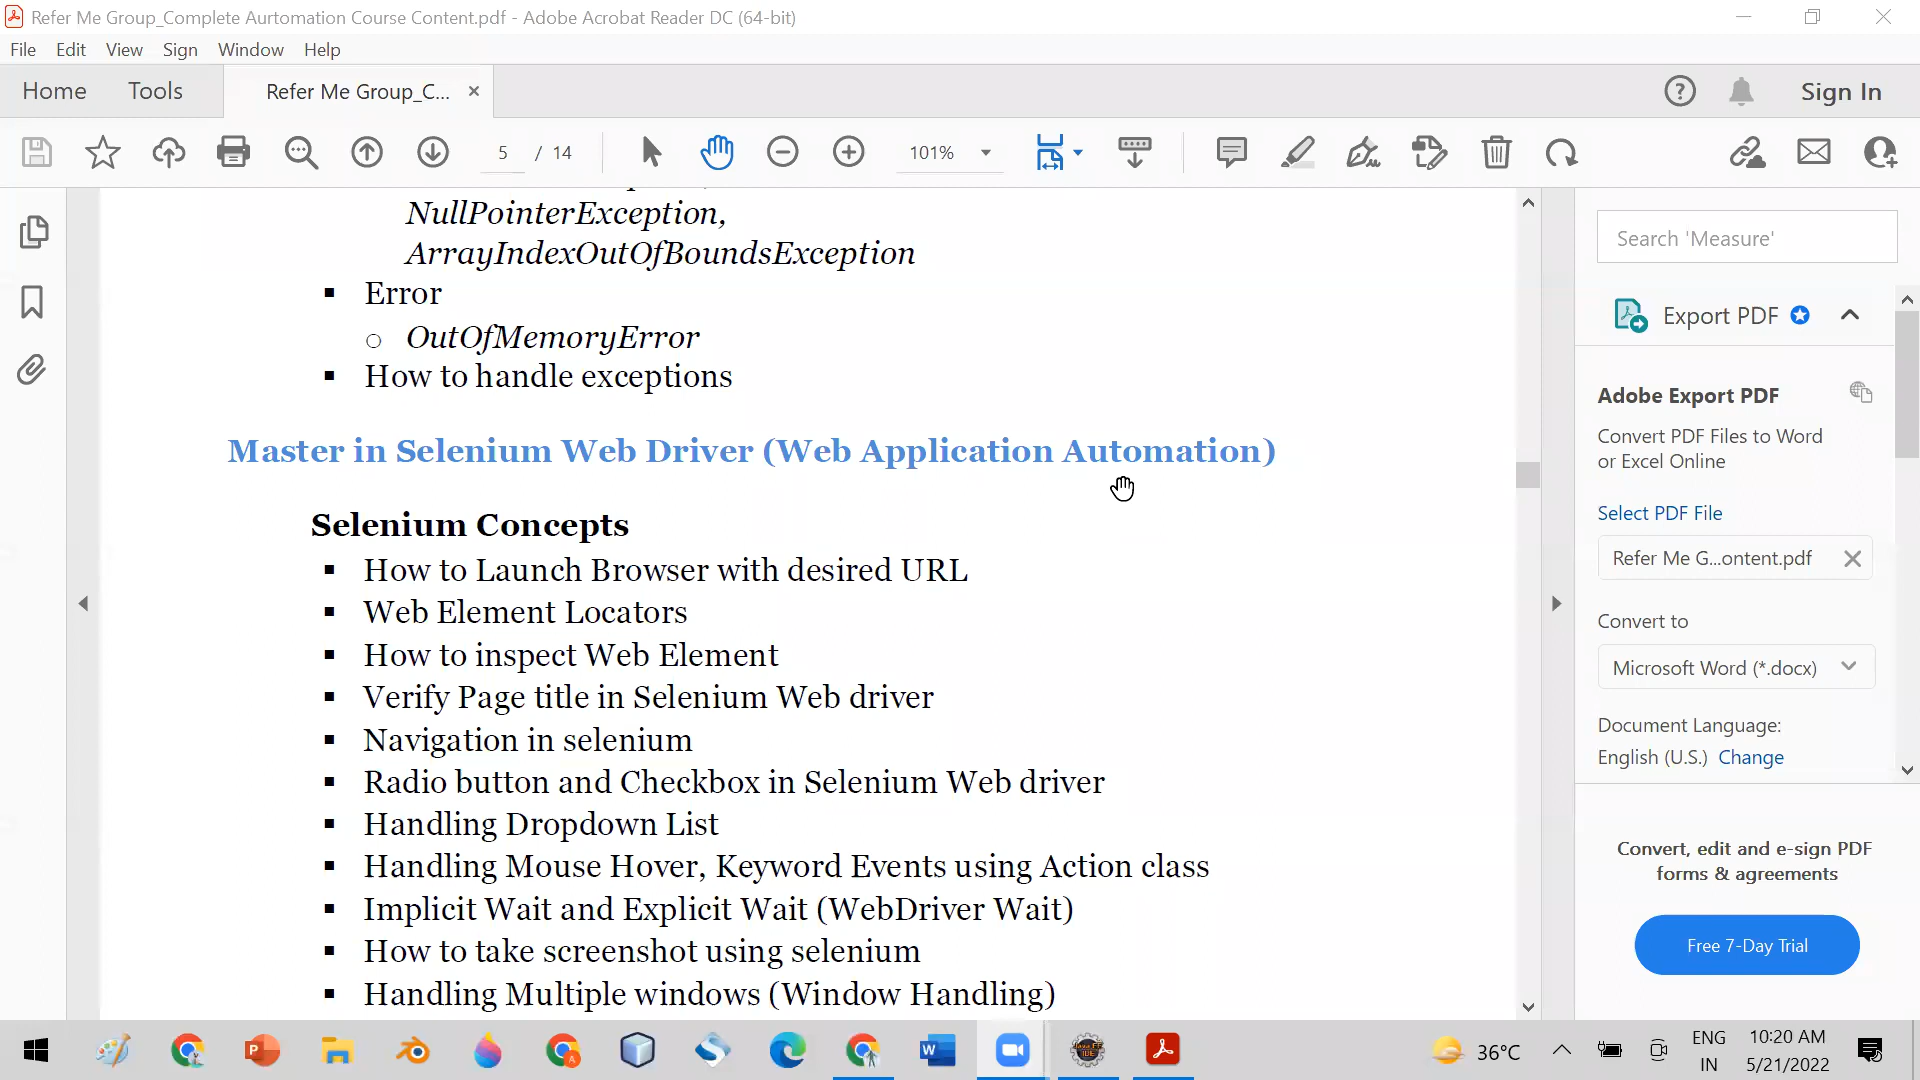 Refer Me Group_Complete Aurtomation Course Content.pdf - Adobe Acrobat Reader DC (64-bit)
File Edit View Sign Window Help
Home Tools Refer Me Group_C... × Sign In
5 / 14 101%
NullPointerException,
ArrayIndexOutOfBoundsException
▪ Error
○ OutOfMemoryError
▪ How to handle exceptions
Master in Selenium Web Driver (Web Application Automation)
Selenium Concepts
▪ How to Launch Browser with desired URL
▪ Web Element Locators
▪ How to inspect Web Element
▪ Verify Page title in Selenium Web driver
▪ Navigation in selenium
▪ Radio button and Checkbox in Selenium Web driver
▪ Handling Dropdown List
▪ Handling Mouse Hover, Keyword Events using Action class
▪ Implicit Wait and Explicit Wait (WebDriver Wait)
▪ How to take screenshot using selenium
▪ Handling Multiple windows (Window Handling)
Search 'Measure'
Export PDF
Adobe Export PDF
Convert PDF Files to Word
or Excel Online
Select PDF File
Refer Me G...ontent.pdf
Convert to
Microsoft Word (*.docx)
Document Language:
English (U.S.) Change
Convert, edit and e-sign PDF
forms & agreements
Free 7-Day Trial
36°C
ENG
IN
10:20 AM
5/21/2022